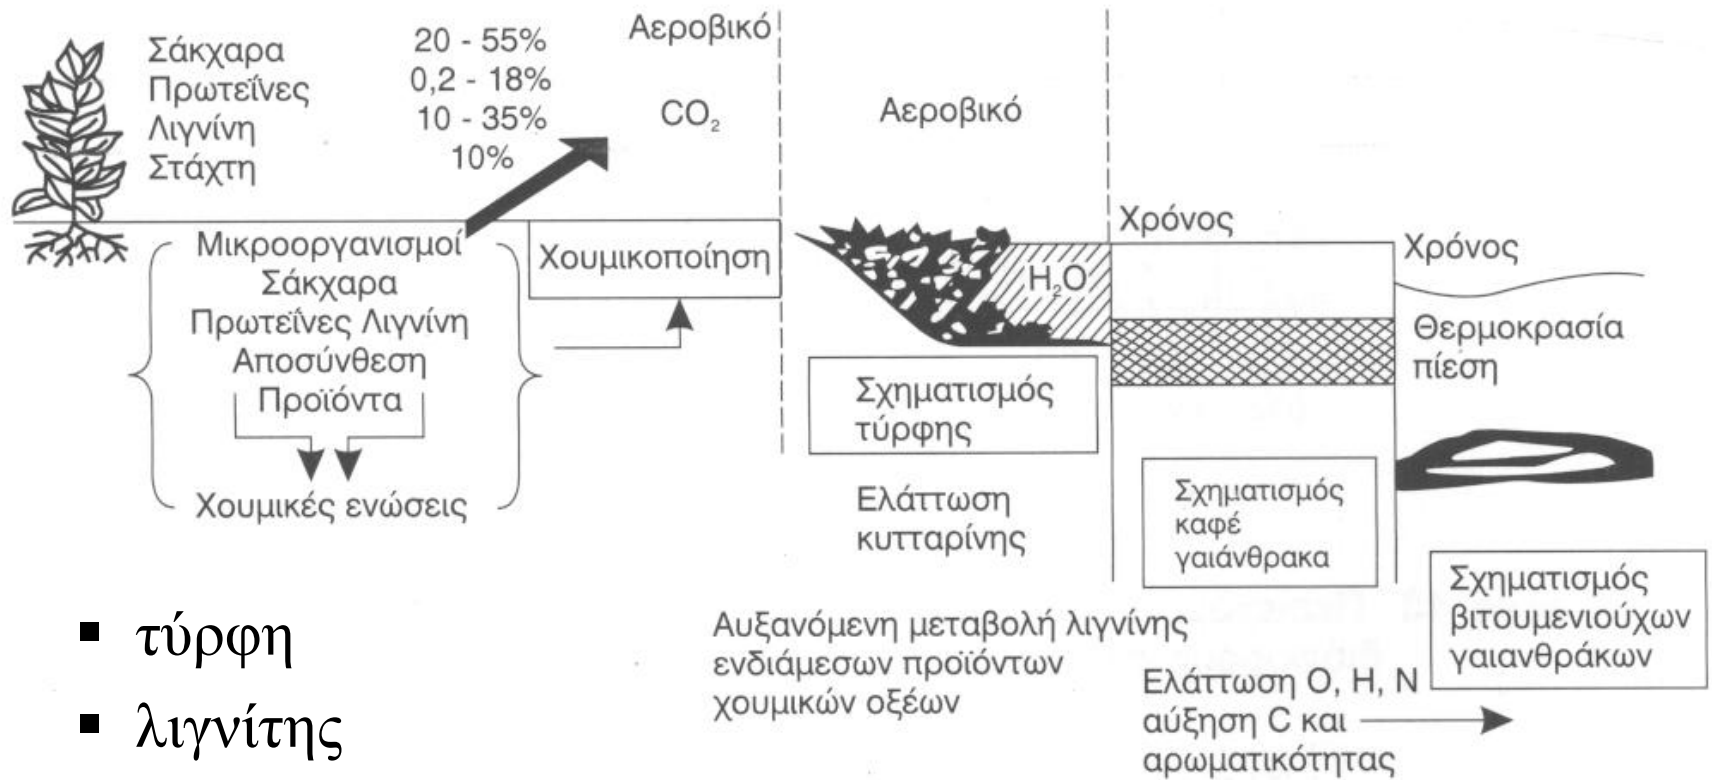 Σάκχαρα 20 - 55%
Πρωτεΐνες 0,2 - 18%
Λιγνίνη 10 - 35%
Στάχτη 10%
Αεροβικό
CO₂
Αεροβικό
Μικροοργανισμοί
Σάκχαρα
Πρωτεΐνες Λιγνίνη
Αποσύνθεση
Προϊόντα
Χουμικές ενώσεις
Χουμικοποίηση
H₂O
Σχηματισμός
τύρφης
Ελάττωση
κυτταρίνης
Χρόνος
Σχηματισμός
καφέ
γαιάνθρακα
Χρόνος
Θερμοκρασία
πίεση
Σχηματισμός
βιτουμενιούχων
γαιανθράκων
Αυξανόμενη μεταβολή λιγνίνης
ενδιάμεσων προϊόντων
χουμικών οξέων
Ελάττωση O, H, N
αύξηση C και
αρωματικότητας
▪ τύρφη
▪ λιγνίτης